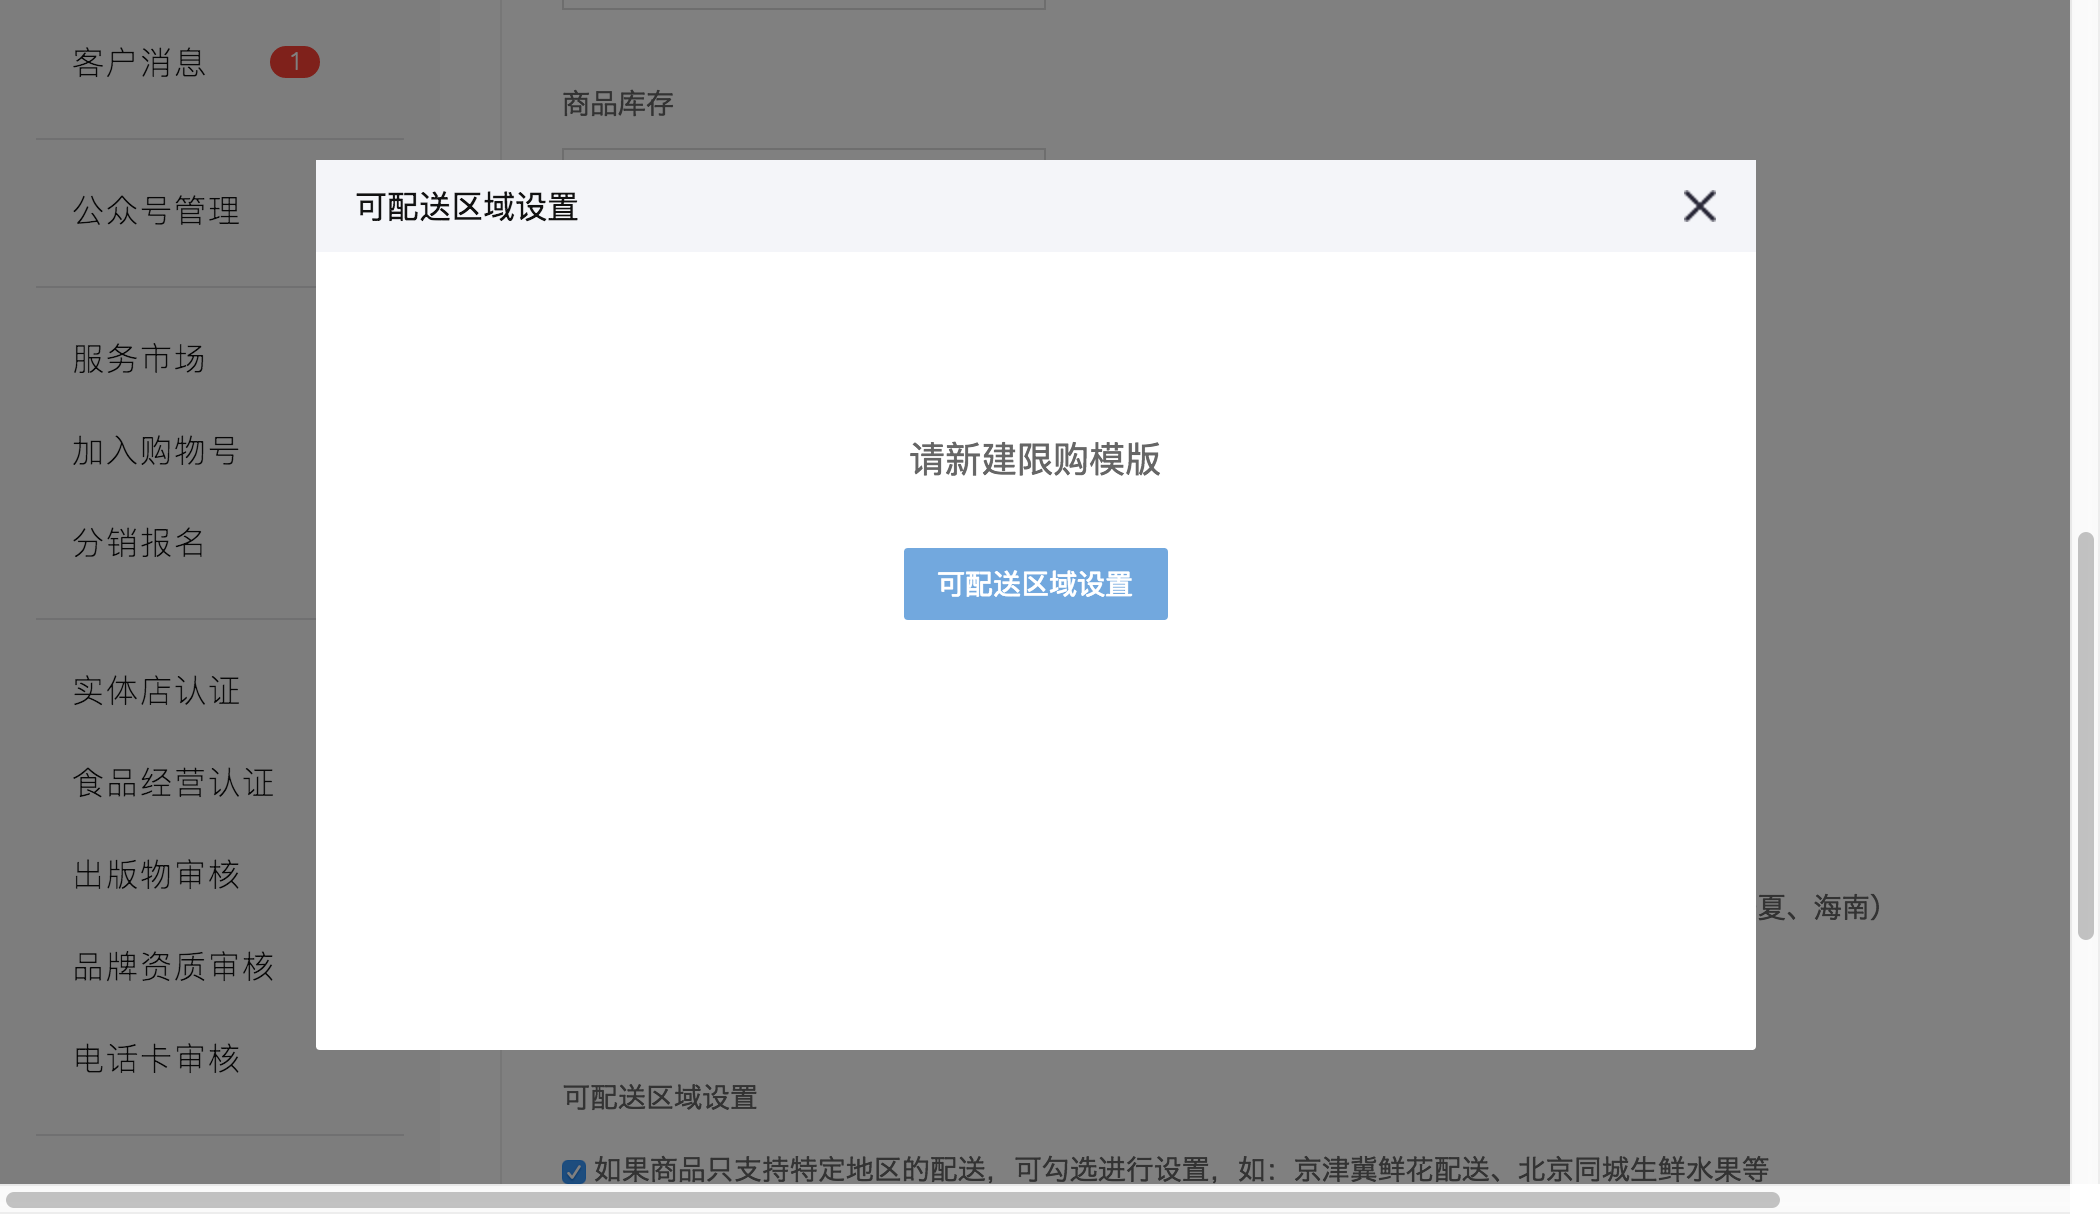 客户消息 1
公众号管理
服务市场
加入购物号
分销报名
实体店认证
食品经营认证
出版物审核
品牌资质审核
电话卡审核
商品库存
可配送区域设置
请新建限购模版
可配送区域设置
夏、海南）
可配送区域设置
如果商品只支持特定地区的配送，可勾选进行设置，如：京津冀鲜花配送、北京同城生鲜水果等